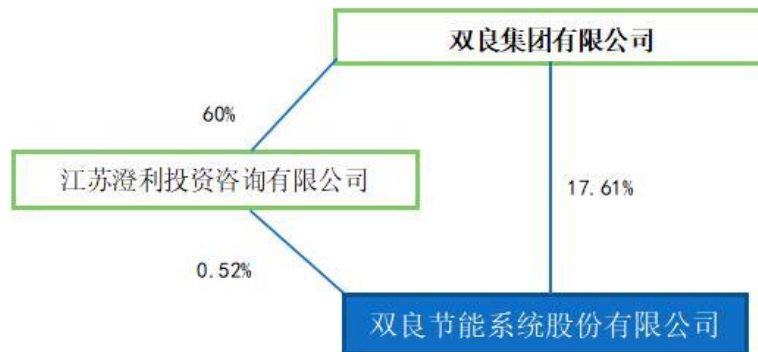 双良集团有限公司
60%
江苏澄利投资咨询有限公司
17.61%
0.52%
双良节能系统股份有限公司